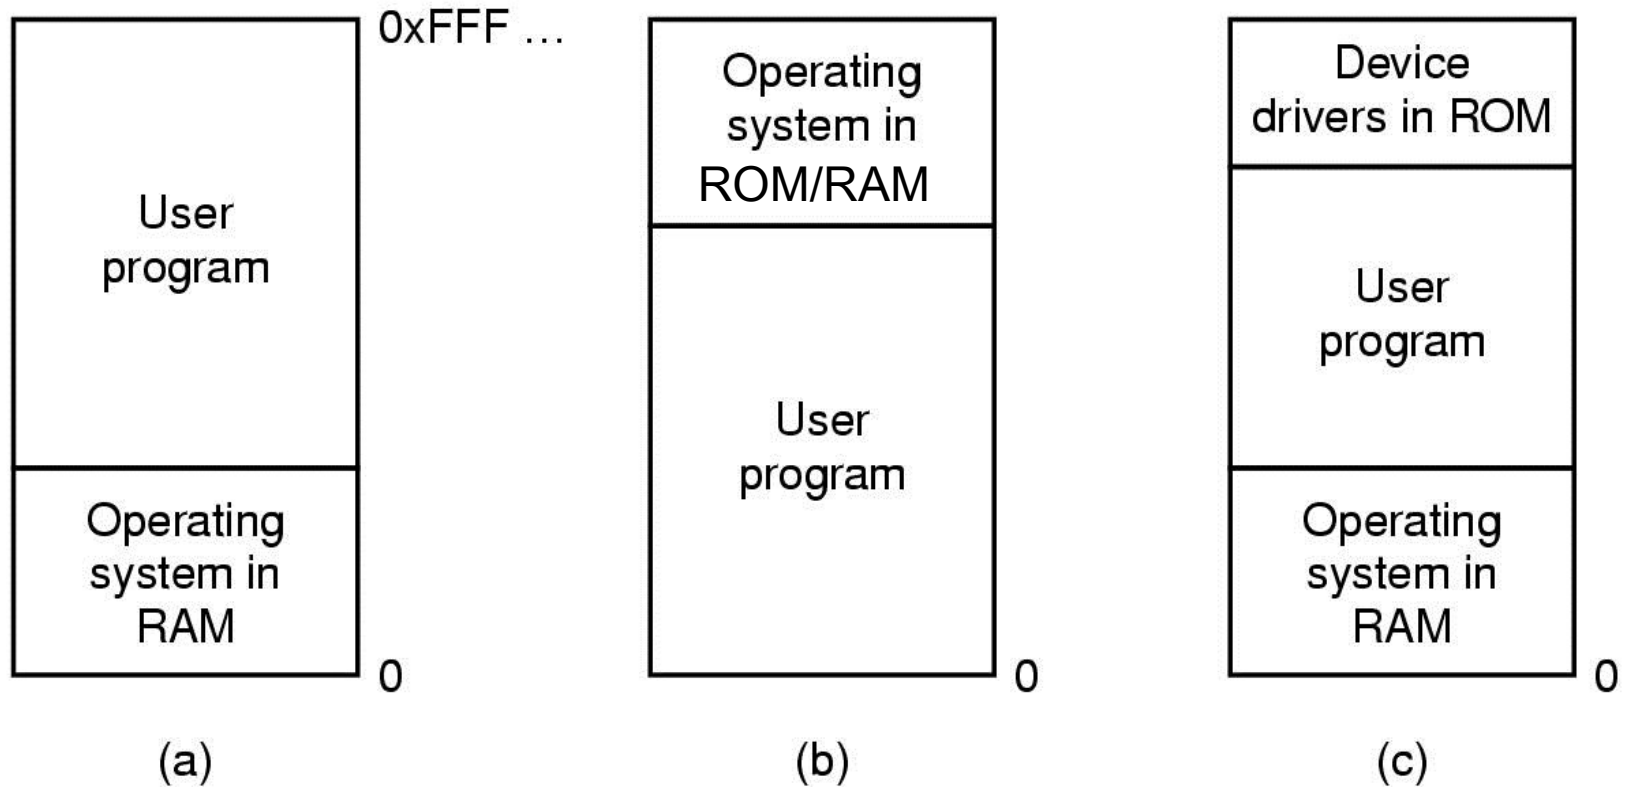 0xFFF ...
User
program
Operating
system in
RAM
0
(a)
Operating
system in
ROM/RAM
User
program
0
(b)
Device
drivers in ROM
User
program
Operating
system in
RAM
0
(c)